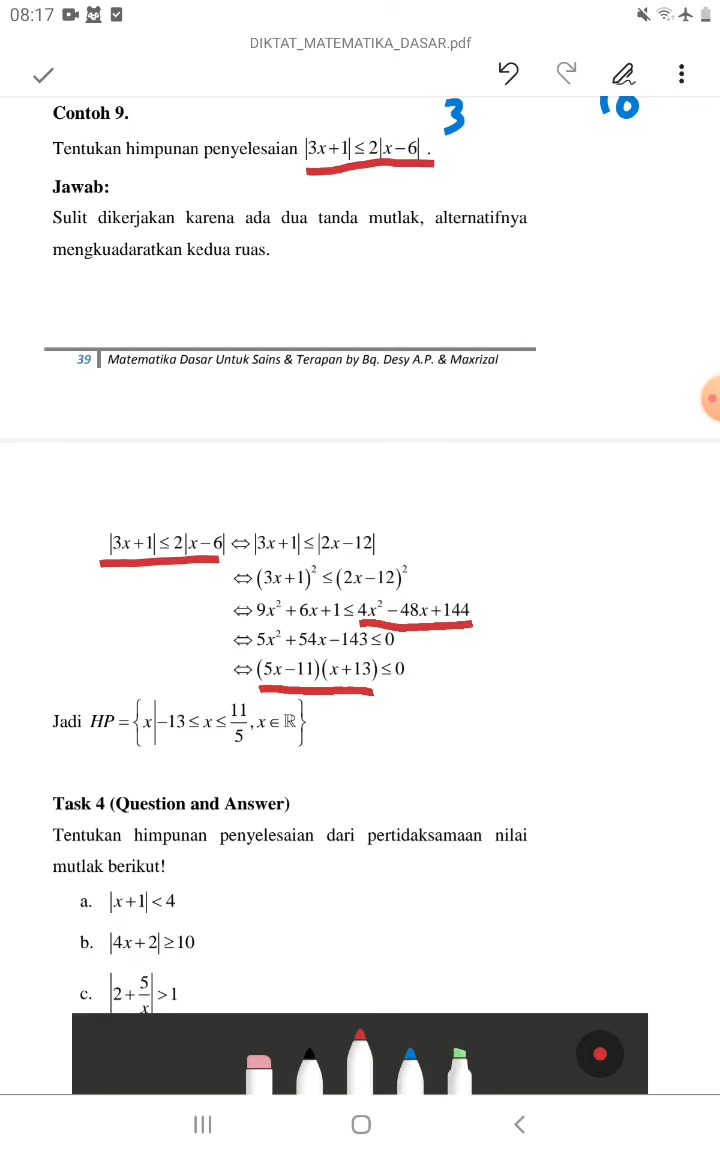 08:17
DIKTAT_MATEMATIKA_DASAR.pdf
3 10
Contoh 9.
Tentukan himpunan penyelesaian |3x+1| ≤ 2|x−6| .
Jawab:
Sulit dikerjakan karena ada dua tanda mutlak, alternatifnya
mengkuadaratkan kedua ruas.
39 Matematika Dasar Untuk Sains & Terapan by Bq. Desy A.P. & Maxrizal
|3x+1| ≤ 2|x−6| ⇔ |3x+1| ≤ |2x−12|
⇔ (3x+1)² ≤ (2x−12)²
⇔ 9x² + 6x + 1 ≤ 4x² − 48x + 144
⇔ 5x² + 54x − 143 ≤ 0
⇔ (5x−11)(x+13) ≤ 0
Jadi HP = {x | −13 ≤ x ≤ 11/5, x ∈ ℝ}
Task 4 (Question and Answer)
Tentukan himpunan penyelesaian dari pertidaksamaan nilai
mutlak berikut!
a. |x+1| < 4
b. |4x+2| ≥ 10
c. |2 + 5/x| > 1